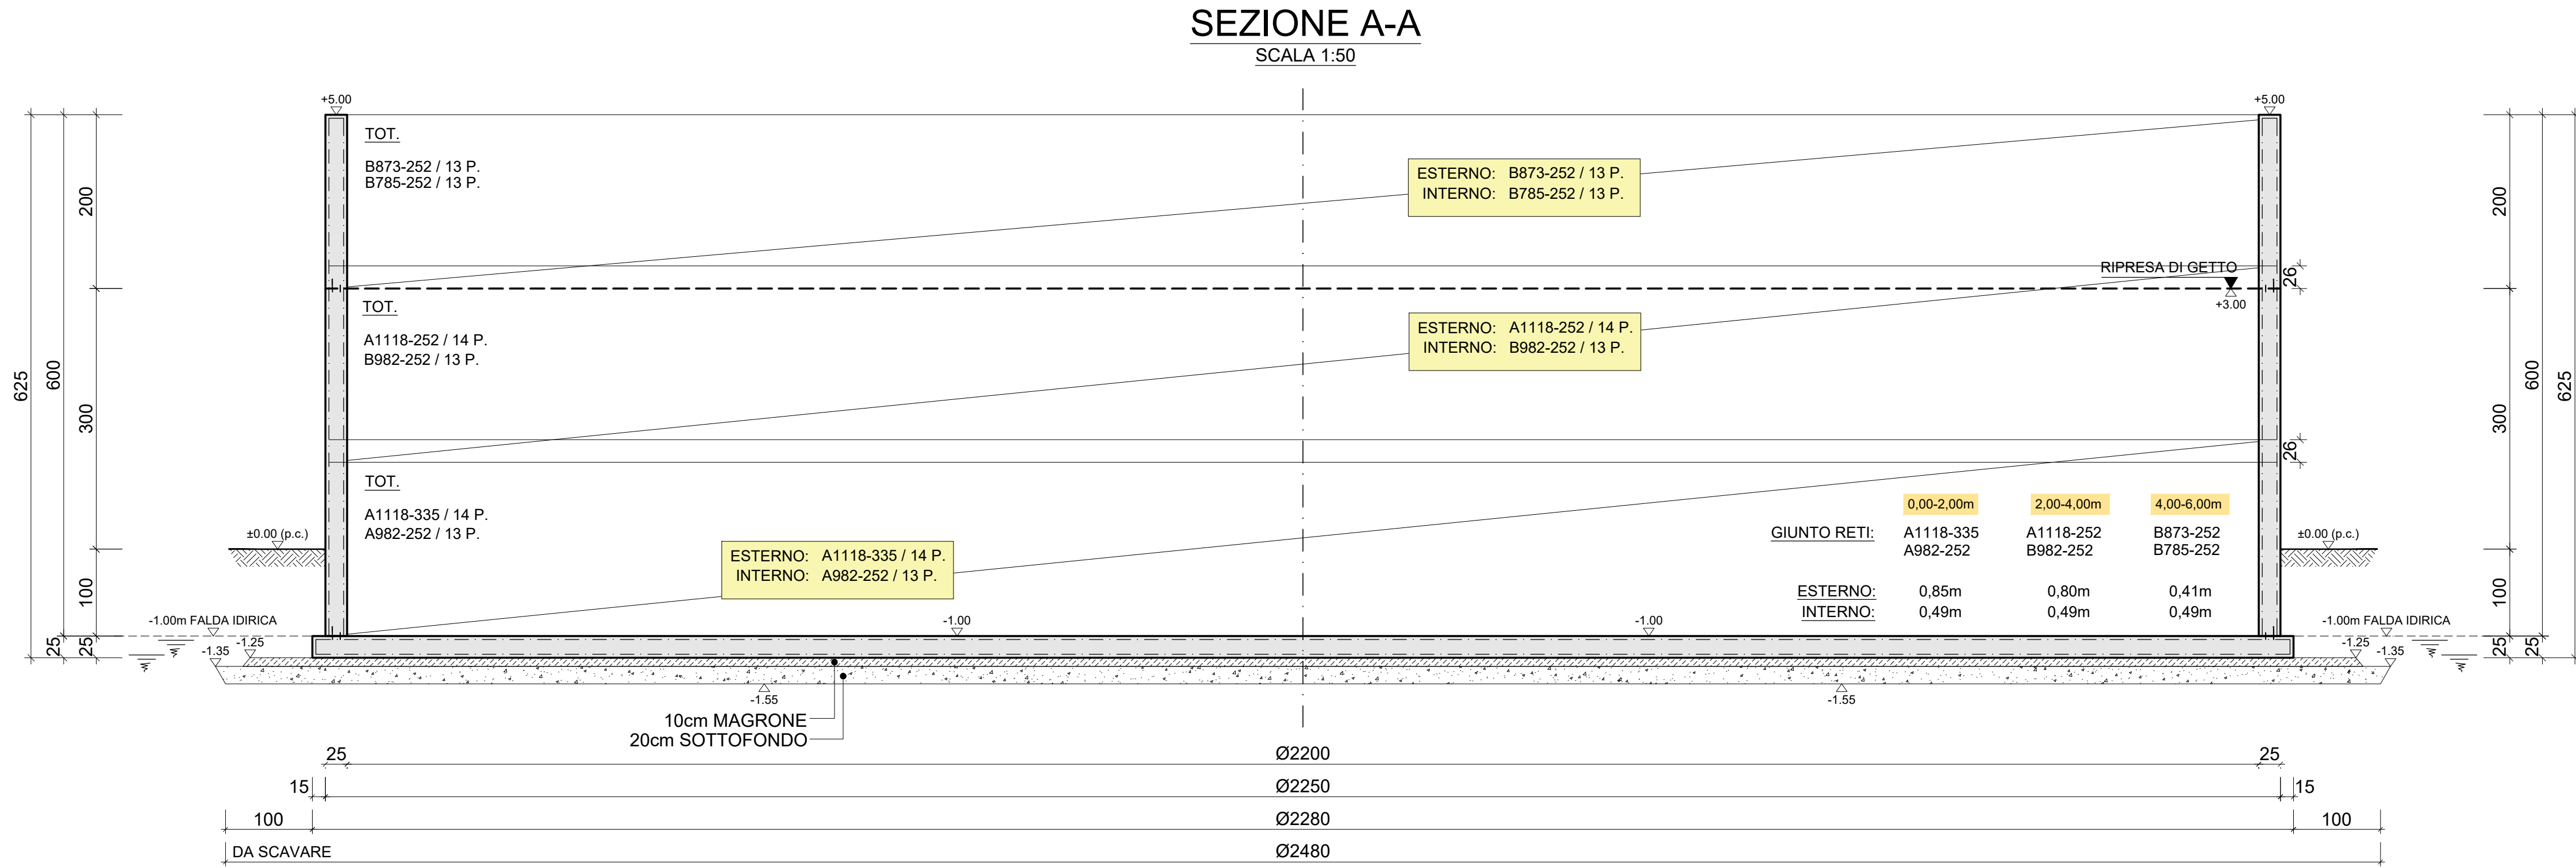 SEZIONE A-A
SCALA 1:50
+5.00
+5.00
TOT.
B873-252 / 13 P.
B785-252 / 13 P.
ESTERNO: B873-252 / 13 P.
INTERNO: B785-252 / 13 P.
200
200
RIPRESA DI GETTO
26
+3.00
TOT.
A1118-252 / 14 P.
B982-252 / 13 P.
ESTERNO: A1118-252 / 14 P.
INTERNO: B982-252 / 13 P.
625
600
300
300
600
625
26
TOT.
A1118-335 / 14 P.
A982-252 / 13 P.
ESTERNO: A1118-335 / 14 P.
INTERNO: A982-252 / 13 P.
0,00-2,00m 2,00-4,00m 4,00-6,00m
GIUNTO RETI: A1118-335 A1118-252 B873-252
A982-252 B982-252 B785-252
ESTERNO: 0,85m 0,80m 0,41m
INTERNO: 0,49m 0,49m 0,49m
±0.00 (p.c.)
±0.00 (p.c.)
100
100
-1.00m FALDA IDIRICA
-1.00
-1.00
-1.00m FALDA IDIRICA
25
25
-1.35
-1.25
-1.25
-1.35
25
25
-1.55
-1.55
10cm MAGRONE
20cm SOTTOFONDO
25 Ø2200 25
15 Ø2250 15
100 Ø2280 100
DA SCAVARE Ø2480